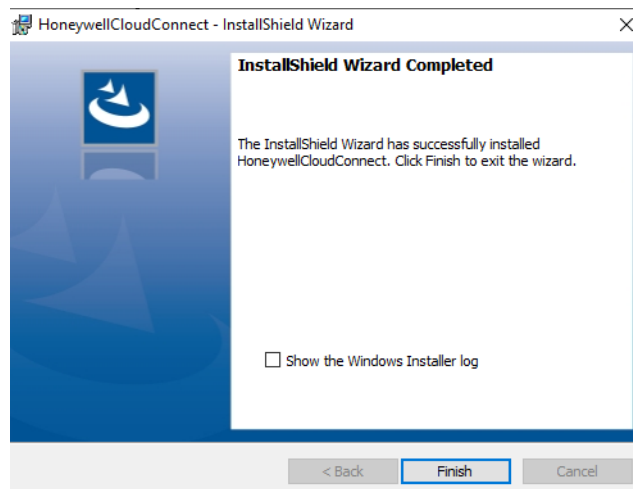 HoneywellCloudConnect - InstallShield Wizard
InstallShield Wizard Completed
The InstallShield Wizard has successfully installed
HoneywellCloudConnect. Click Finish to exit the wizard.
Show the Windows Installer log
< Back
Finish
Cancel